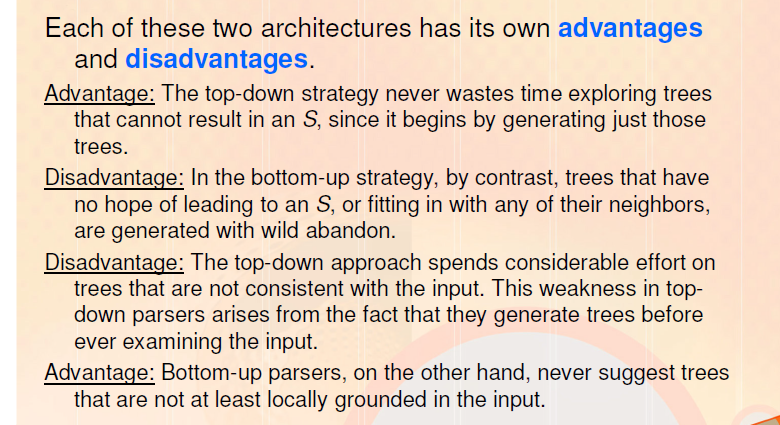 Each of these two architectures has its own advantages
and disadvantages.
Advantage: The top-down strategy never wastes time exploring trees
that cannot result in an S, since it begins by generating just those
trees.
Disadvantage: In the bottom-up strategy, by contrast, trees that have
no hope of leading to an S, or fitting in with any of their neighbors,
are generated with wild abandon.
Disadvantage: The top-down approach spends considerable effort on
trees that are not consistent with the input. This weakness in top-
down parsers arises from the fact that they generate trees before
ever examining the input.
Advantage: Bottom-up parsers, on the other hand, never suggest trees
that are not at least locally grounded in the input.